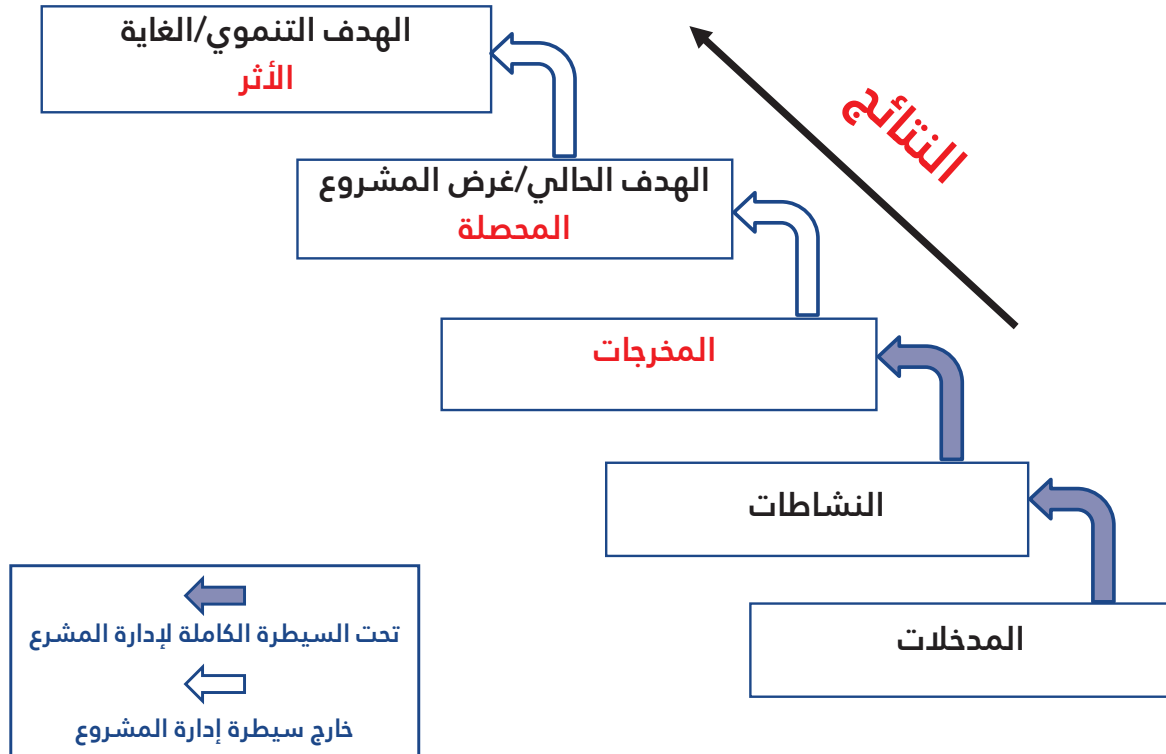 الهدف التنموي/الغاية
الأثر
النتائج
الهدف الحالي/غرض المشروع
المحصلة
المخرجات
النشاطات
المدخلات
تحت السيطرة الكاملة لإدارة المشرع
خارج سيطرة إدارة المشروع